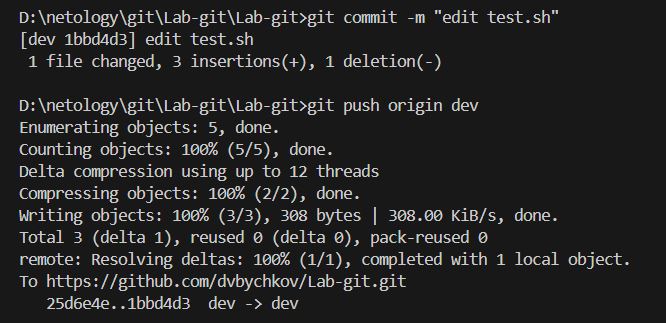 D:\netology\git\Lab-git\Lab-git>git commit -m "edit test.sh"
[dev 1bbd4d3] edit test.sh
 1 file changed, 3 insertions(+), 1 deletion(-)

D:\netology\git\Lab-git\Lab-git>git push origin dev
Enumerating objects: 5, done.
Counting objects: 100% (5/5), done.
Delta compression using up to 12 threads
Compressing objects: 100% (2/2), done.
Writing objects: 100% (3/3), 308 bytes | 308.00 KiB/s, done.
Total 3 (delta 1), reused 0 (delta 0), pack-reused 0
remote: Resolving deltas: 100% (1/1), completed with 1 local object.
To https://github.com/dvbychkov/Lab-git.git
   25d6e4e..1bbd4d3  dev -> dev